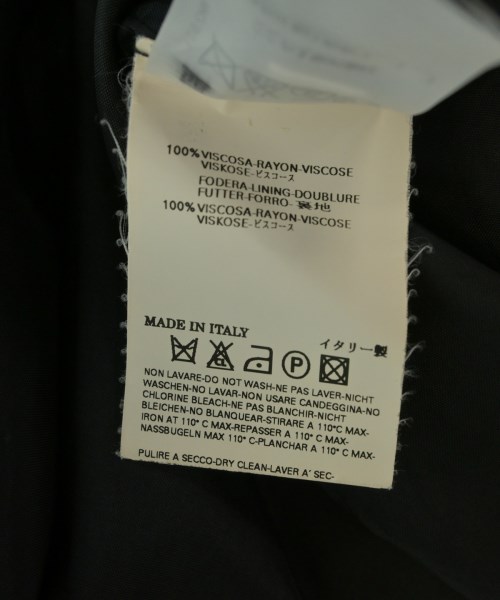 100% VISCOSA-RAYON-VISCOSE
VISKOSE-ビスコース
FODERA-LINING-DOUBLURE
FUTTER-FORRO-裏地
100% VISCOSA-RAYON-VISCOSE
VISKOSE-ビスコース
MADE IN ITALY
イタリー製
P
NON LAVARE-DO NOT WASH-NE PAS LAVER-NICHT
WASCHEN-NO LAVAR-NON USARE CANDEGGINA-NO
CHLORINE BLEACH-NE PAS BLANCHIR-NICHT
BLEICHEN-NO BLANQUEAR-STIRARE A 110°C MAX-
IRON AT 110° C MAX-REPASSER A 110° C MAX-
NASSBUGELN MAX 110° C-PLANCHAR A 110° C MAX-
PULIRE A SECCO-DRY CLEAN-LAVER A' SEC-